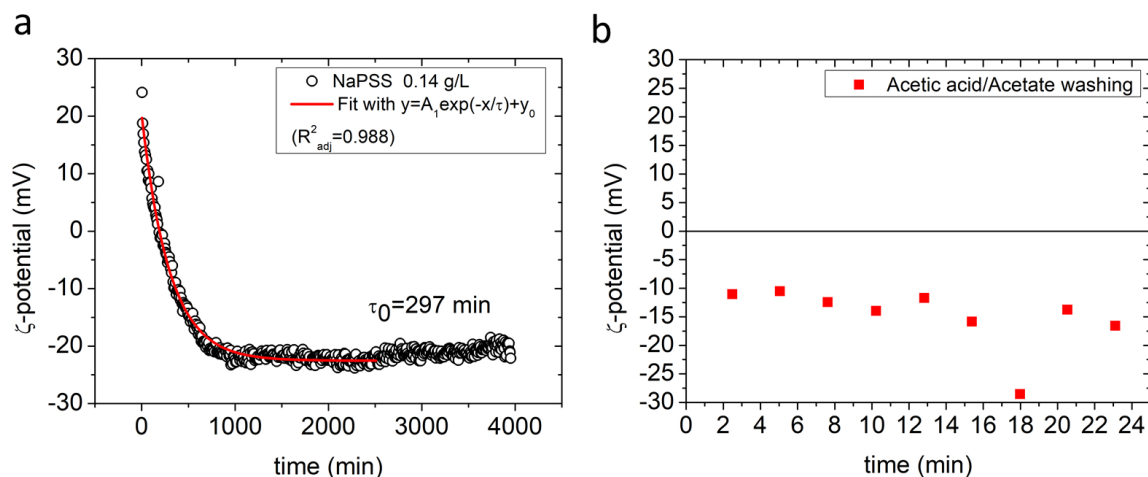 a
30
20
10
0
-10
-20
-30
ζ-potential (mV)
NaPSS 0.14 g/L
Fit with y=A₁exp(-x/τ)+y₀
(R²adj=0.988)
τ₀=297 min
0 1000 2000 3000 4000
time (min)
b
30
25
20
15
10
5
0
-5
-10
-15
-20
-25
-30
ζ-potential (mV)
Acetic acid/Acetate washing
0 2 4 6 8 10 12 14 16 18 20 22 24
time (min)